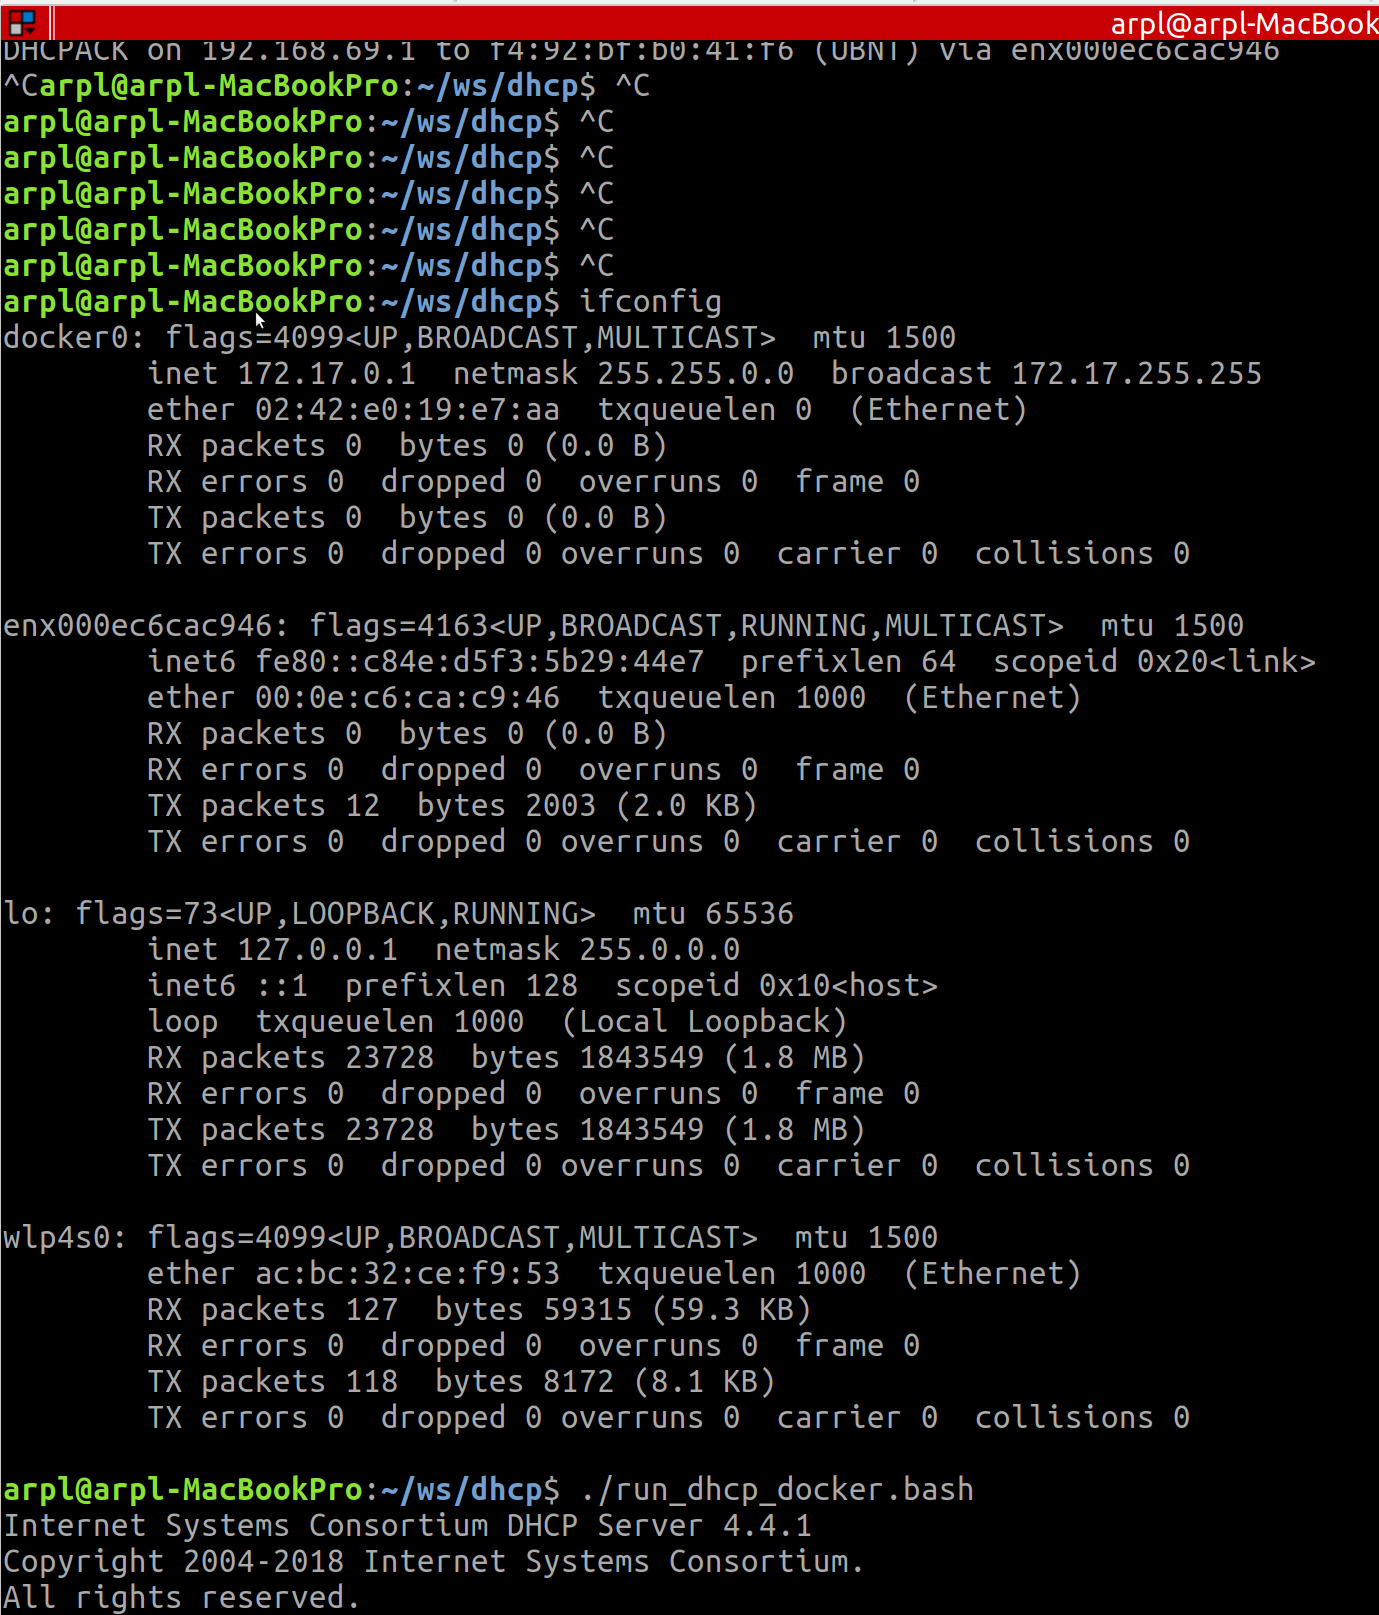 arpl@arpl-MacBook
DHCPACK on 192.168.69.1 to f4:92:bf:b0:41:f6 (UBNT) via enx000ec6cac946
^Carpl@arpl-MacBookPro:~/ws/dhcp$ ^C
arpl@arpl-MacBookPro:~/ws/dhcp$ ^C
arpl@arpl-MacBookPro:~/ws/dhcp$ ^C
arpl@arpl-MacBookPro:~/ws/dhcp$ ^C
arpl@arpl-MacBookPro:~/ws/dhcp$ ^C
arpl@arpl-MacBookPro:~/ws/dhcp$ ^C
arpl@arpl-MacBookPro:~/ws/dhcp$ ifconfig
docker0: flags=4099<UP,BROADCAST,MULTICAST>  mtu 1500
        inet 172.17.0.1  netmask 255.255.0.0  broadcast 172.17.255.255
        ether 02:42:e0:19:e7:aa  txqueuelen 0  (Ethernet)
        RX packets 0  bytes 0 (0.0 B)
        RX errors 0  dropped 0  overruns 0  frame 0
        TX packets 0  bytes 0 (0.0 B)
        TX errors 0  dropped 0 overruns 0  carrier 0  collisions 0

enx000ec6cac946: flags=4163<UP,BROADCAST,RUNNING,MULTICAST>  mtu 1500
        inet6 fe80::c84e:d5f3:5b29:44e7  prefixlen 64  scopeid 0x20<link>
        ether 00:0e:c6:ca:c9:46  txqueuelen 1000  (Ethernet)
        RX packets 0  bytes 0 (0.0 B)
        RX errors 0  dropped 0  overruns 0  frame 0
        TX packets 12  bytes 2003 (2.0 KB)
        TX errors 0  dropped 0 overruns 0  carrier 0  collisions 0

lo: flags=73<UP,LOOPBACK,RUNNING>  mtu 65536
        inet 127.0.0.1  netmask 255.0.0.0
        inet6 ::1  prefixlen 128  scopeid 0x10<host>
        loop  txqueuelen 1000  (Local Loopback)
        RX packets 23728  bytes 1843549 (1.8 MB)
        RX errors 0  dropped 0  overruns 0  frame 0
        TX packets 23728  bytes 1843549 (1.8 MB)
        TX errors 0  dropped 0 overruns 0  carrier 0  collisions 0

wlp4s0: flags=4099<UP,BROADCAST,MULTICAST>  mtu 1500
        ether ac:bc:32:ce:f9:53  txqueuelen 1000  (Ethernet)
        RX packets 127  bytes 59315 (59.3 KB)
        RX errors 0  dropped 0  overruns 0  frame 0
        TX packets 118  bytes 8172 (8.1 KB)
        TX errors 0  dropped 0 overruns 0  carrier 0  collisions 0

arpl@arpl-MacBookPro:~/ws/dhcp$ ./run_dhcp_docker.bash
Internet Systems Consortium DHCP Server 4.4.1
Copyright 2004-2018 Internet Systems Consortium.
All rights reserved.